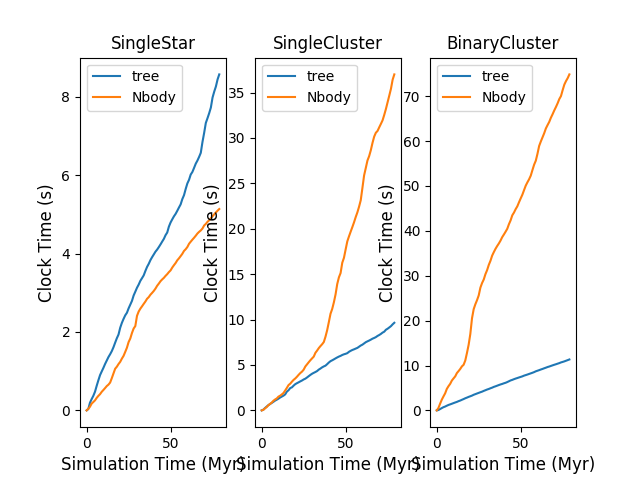 SingleStar
SingleCluster
BinaryCluster
tree
Nbody
tree
Nbody
tree
Nbody
Clock Time (s)
Clock Time (s)
Clock Time (s)
8
6
4
2
0
35
30
25
20
15
10
5
0
70
60
50
40
30
20
10
0
0 50
0 50
0 50
Simulation Time (Myr)
Simulation Time (Myr)
Simulation Time (Myr)